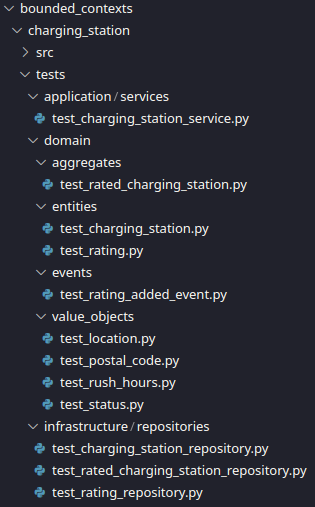 bounded_contexts
charging_station
src
tests
application/services
test_charging_station_service.py
domain
aggregates
test_rated_charging_station.py
entities
test_charging_station.py
test_rating.py
events
test_rating_added_event.py
value_objects
test_location.py
test_postal_code.py
test_rush_hours.py
test_status.py
infrastructure/repositories
test_charging_station_repository.py
test_rated_charging_station_repository.py
test_rating_repository.py